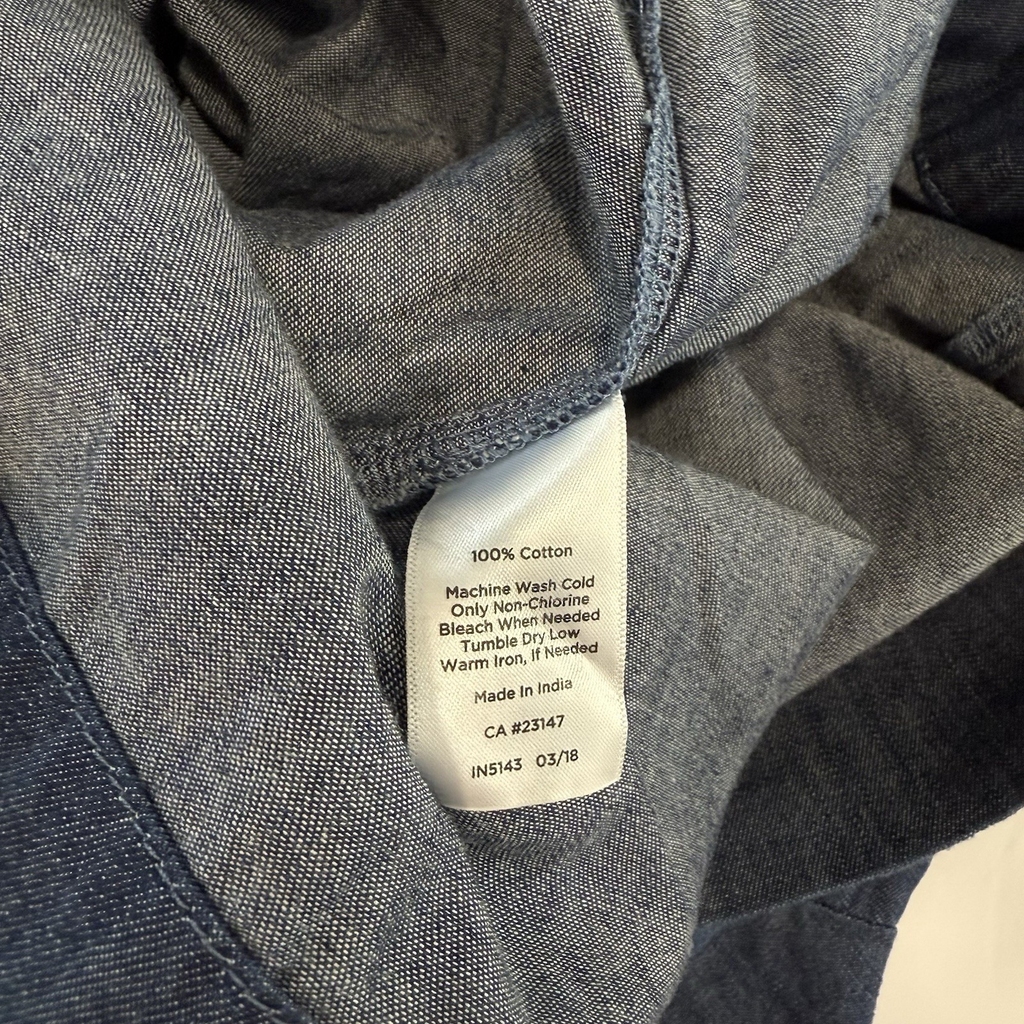 100% Cotton
Machine Wash Cold
Only Non-Chlorine
Bleach When Needed
Tumble Dry Low
Warm Iron, If Needed
Made In India
CA #23147
IN5143 03/18